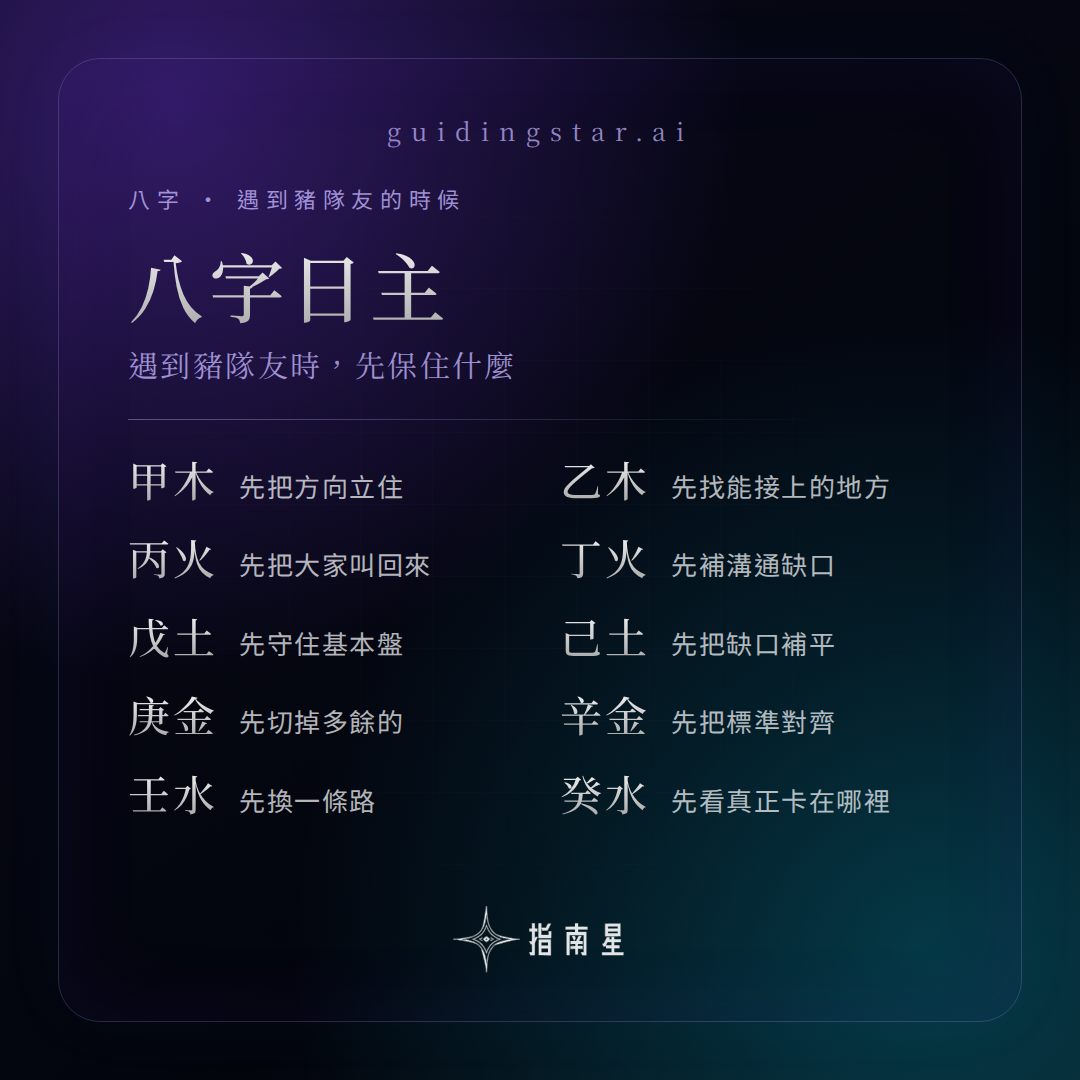 guidingstar.ai
八字 • 遇到豬隊友的時候
八字日主
遇到豬隊友時，先保住什麼
甲木 先把方向立住
乙木 先找能接上的地方
丙火 先把大家叫回來
丁火 先補溝通缺口
戊土 先守住基本盤
己土 先把缺口補平
庚金 先切掉多餘的
辛金 先把標準對齊
壬水 先換一條路
癸水 先看真正卡在哪裡
指南星